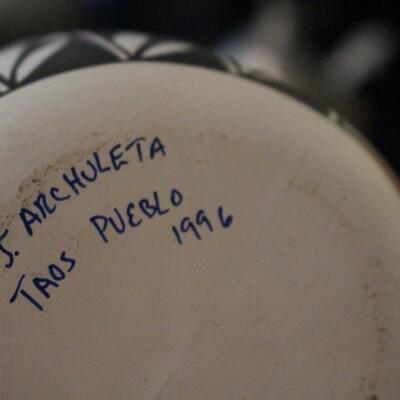 J. ARCHULETA
TAOS PUEBLO
1996